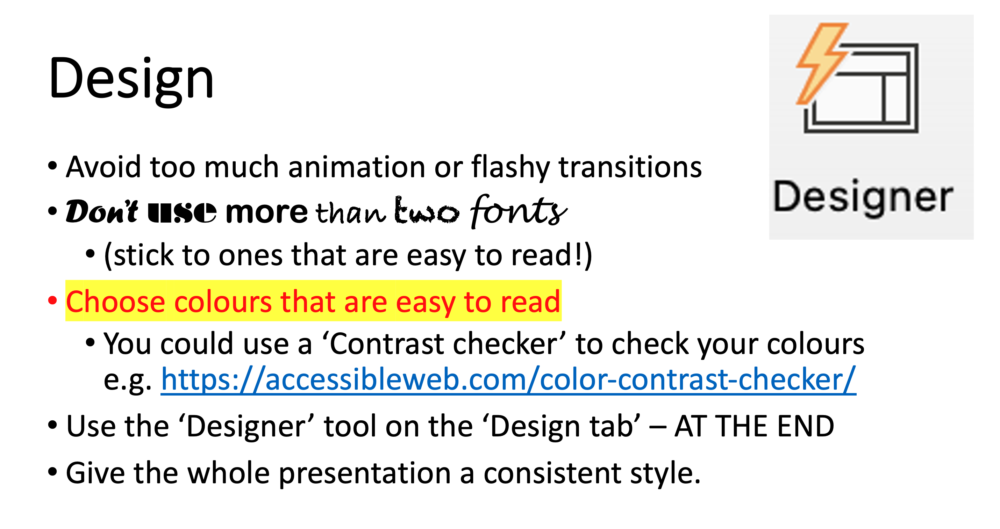 Design
Designer
• Avoid too much animation or flashy transitions
• Don't use more than two fonts
• (stick to ones that are easy to read!)
• Choose colours that are easy to read
• You could use a ‘Contrast checker’ to check your colours
e.g. https://accessibleweb.com/color-contrast-checker/
• Use the ‘Designer’ tool on the ‘Design tab’ – AT THE END
• Give the whole presentation a consistent style.